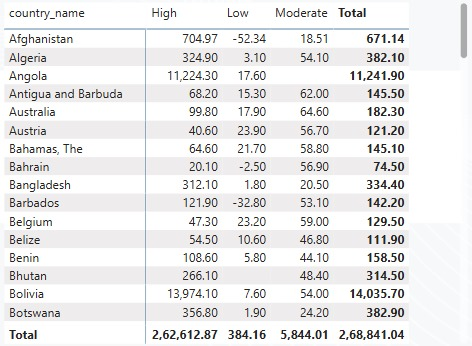 country_name High Low Moderate Total
Afghanistan 704.97 -52.34 18.51 671.14
Algeria 324.90 3.10 54.10 382.10
Angola 11,224.30 17.60 11,241.90
Antigua and Barbuda 68.20 15.30 62.00 145.50
Australia 99.80 17.90 64.60 182.30
Austria 40.60 23.90 56.70 121.20
Bahamas, The 64.60 21.70 58.80 145.10
Bahrain 20.10 -2.50 56.90 74.50
Bangladesh 312.10 1.80 20.50 334.40
Barbados 121.90 -32.80 53.10 142.20
Belgium 47.30 23.20 59.00 129.50
Belize 54.50 10.60 46.80 111.90
Benin 108.60 5.80 44.10 158.50
Bhutan 266.10 48.40 314.50
Bolivia 13,974.10 7.60 54.00 14,035.70
Botswana 356.80 1.90 24.20 382.90
Total 2,62,612.87 384.16 5,844.01 2,68,841.04